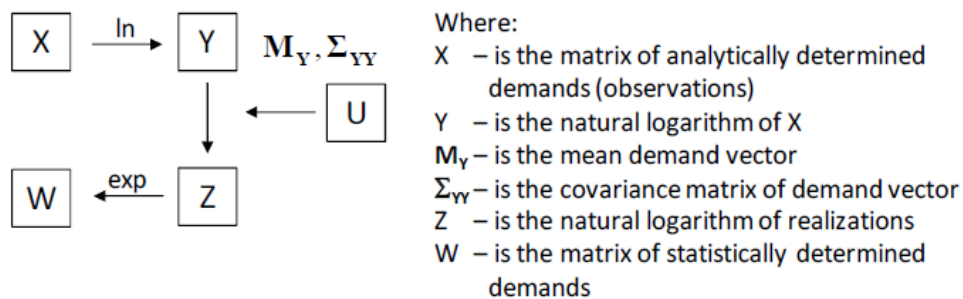 X
ln
Y
M_Y, Σ_YY
U
W
exp
Z
Where:
X – is the matrix of analytically determined
demands (observations)
Y – is the natural logarithm of X
M_Y – is the mean demand vector
Σ_YY – is the covariance matrix of demand vector
Z – is the natural logarithm of realizations
W – is the matrix of statistically determined
demands